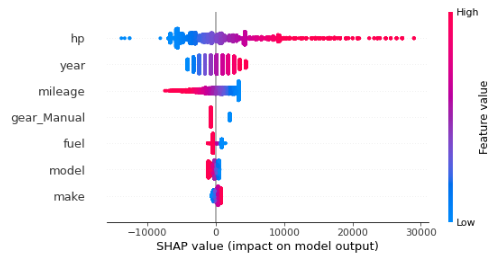 High
hp
year
mileage
gear_Manual
fuel
model
make
Feature value
Low
−10000 0 10000 20000 30000
SHAP value (impact on model output)